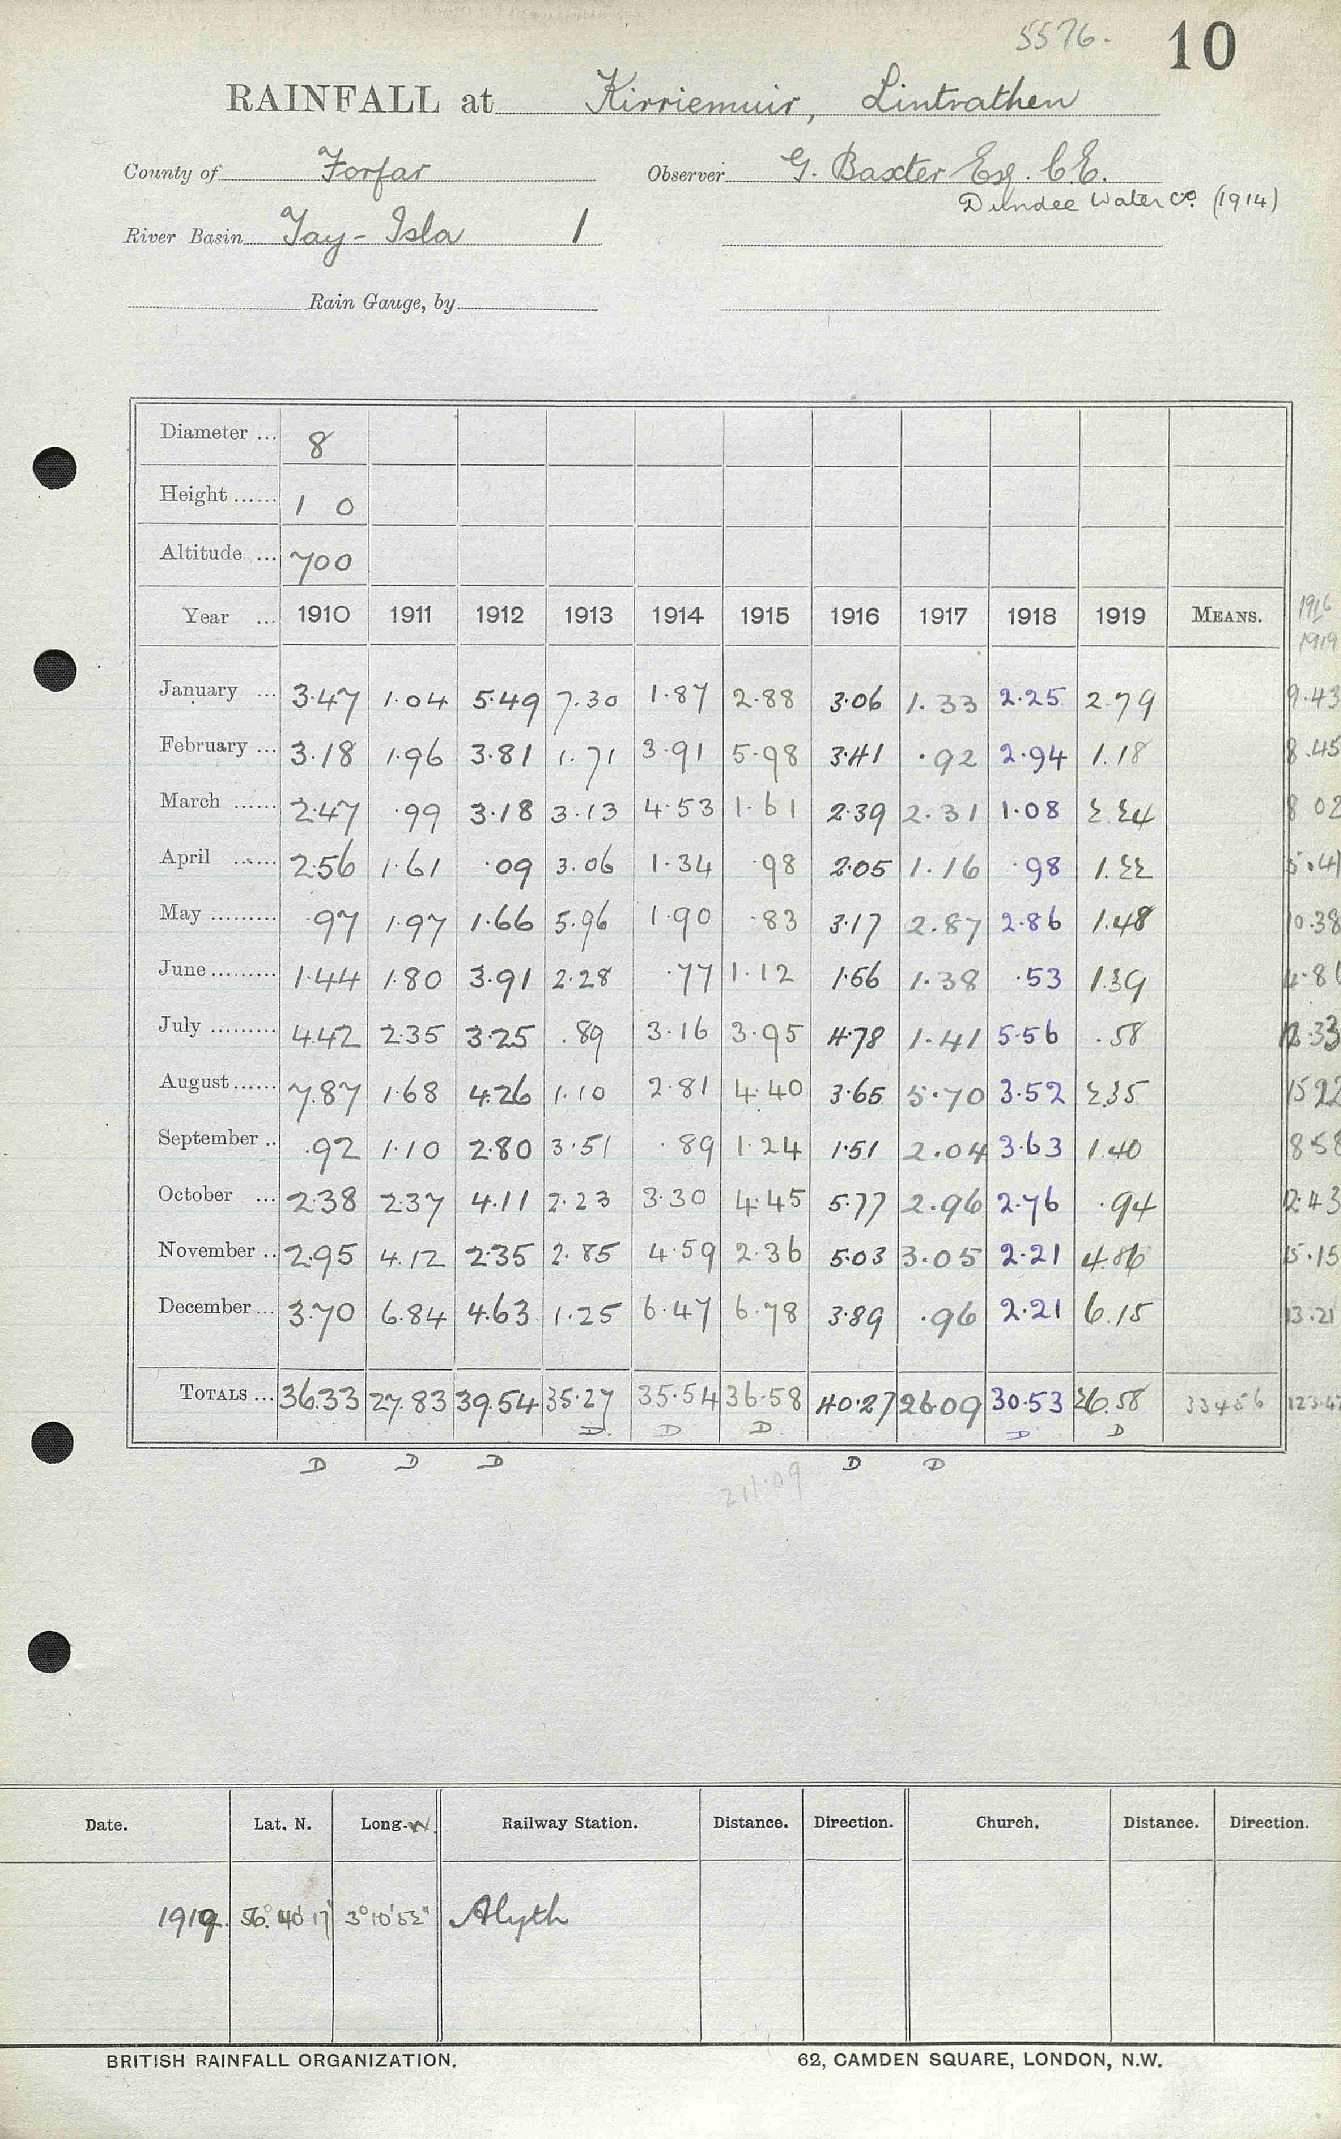 5576. 10
RAINFALL at Kirriemuir, Lintrathen
County of Forfar Observer G. Baxter Esq. C.E.
Dundee Water Co. (1914)
River Basin Tay - Isla 1
Rain Gauge, by
Diameter ... 8
Height ...... 1 0
Altitude ... 700
Year ... 1910 1911 1912 1913 1914 1915 1916 1917 1918 1919 MEANS. 1916 1919
January ... 3.47 1.04 5.49 7.30 1.87 2.88 3.06 1.33 2.25 2.79 9.43
February ... 3.18 1.96 3.81 1.71 3.91 5.98 3.41 .92 2.94 1.18 8.45
March ...... 2.47 .99 3.18 3.13 4.53 1.61 2.39 2.31 1.08 2.24 8 02
April ...... 2.56 1.61 .09 3.06 1.34 .98 2.05 1.16 .98 1.22 5.41
May ......... .97 1.97 1.66 5.96 1.90 .83 3.17 2.87 2.86 1.48 10.38
June ......... 1.44 1.80 3.91 2.28 .77 1.12 1.56 1.38 .53 1.39 4.86
July ......... 4.42 2.35 3.25 .89 3.16 3.95 4.78 1.41 5.56 .58 12.33
August ...... 7.87 1.68 4.26 1.10 2.81 4.40 3.65 5.70 3.52 2.35 15 22
September .. .92 1.10 2.80 3.51 .89 1.24 1.51 2.04 3.63 1.40 8.58
October ... 2.38 2.37 4.11 2.23 3.30 4.45 5.77 2.96 2.76 .94 12.43
November .. 2.95 4.12 2.35 2.85 4.59 2.36 5.03 3.05 2.21 4.86 15.15
December ... 3.70 6.84 4.63 1.25 6.47 6.78 3.89 .96 2.21 6.15 13.21
TOTALS ... 36.33 27.83 39.54 35.27 35.54 36.58 40.27 26.09 30.53 26.58 33456 123.47
D D D D D
D D D D D
211.09
Date. Lat. N. Long. W. Railway Station. Distance. Direction. Church. Distance. Direction.
1919. 56° 40' 17" 3° 10' 52" Alyth
BRITISH RAINFALL ORGANIZATION. 62, CAMDEN SQUARE, LONDON, N.W.